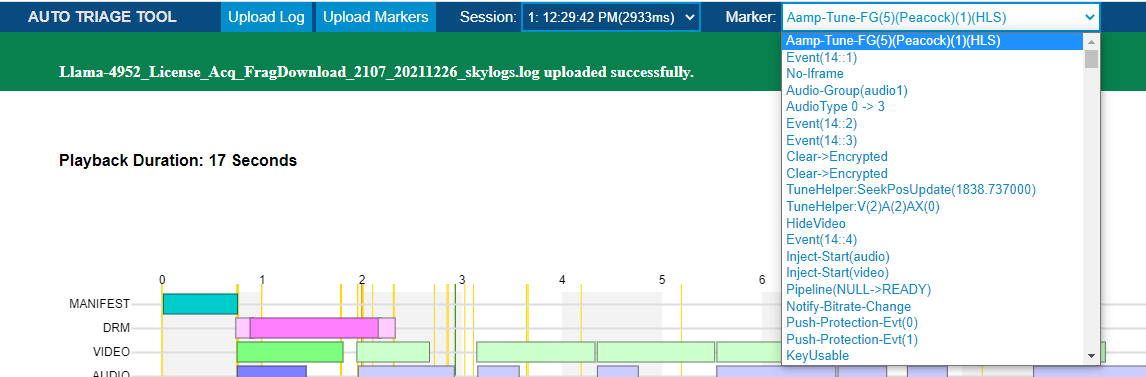 AUTO TRIAGE TOOL Upload Log Upload Markers Session: 1: 12:29:42 PM(2933ms) Marker: Aamp-Tune-FG(5)(Peacock)(1)(HLS)
Llama-4952_License_Acq_FragDownload_2107_20211226_skylogs.log uploaded successfully.
Aamp-Tune-FG(5)(Peacock)(1)(HLS)
Event(14::1)
No-Iframe
Audio-Group(audio1)
AudioType 0 -> 3
Event(14::2)
Event(14::3)
Clear->Encrypted
Clear->Encrypted
TuneHelper:SeekPosUpdate(1838.737000)
TuneHelper:V(2)A(2)AX(0)
HideVideo
Event(14::4)
Inject-Start(audio)
Inject-Start(video)
Pipeline(NULL->READY)
Notify-Bitrate-Change
Push-Protection-Evt(0)
Push-Protection-Evt(1)
KeyUsable
Playback Duration: 17 Seconds
0 1 2 3 4 5 6
MANIFEST
DRM
VIDEO
AUDIO